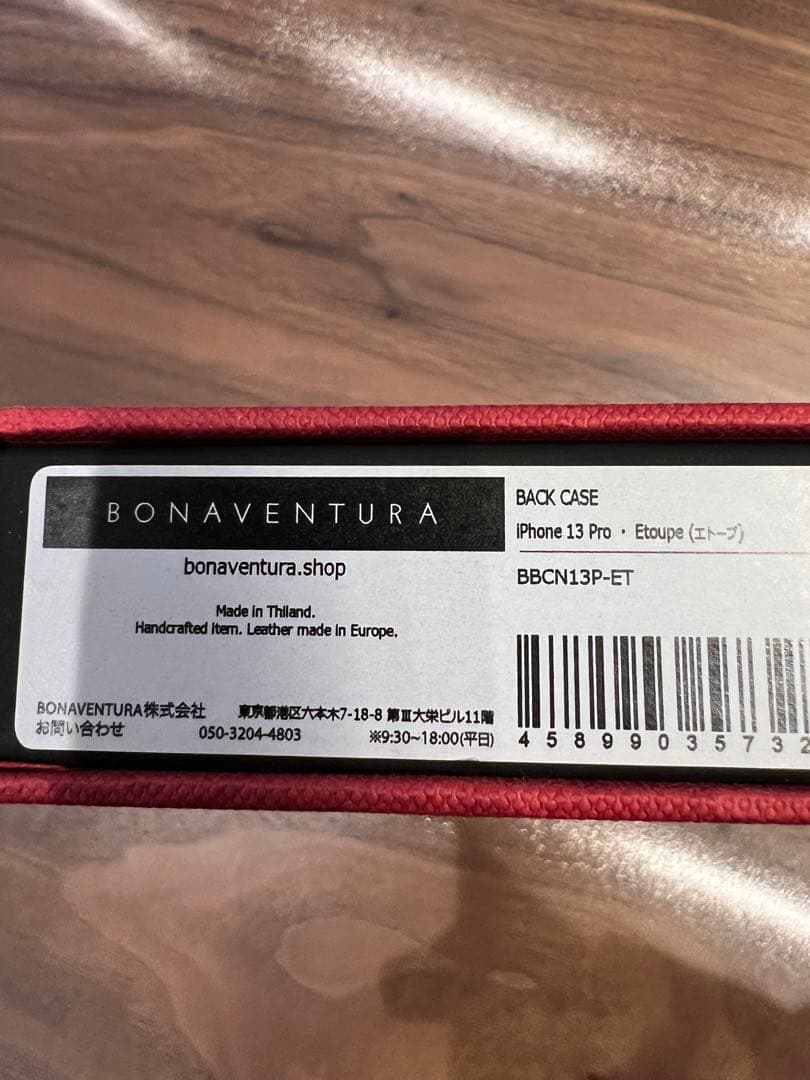 BONAVENTURA
bonaventura.shop
Made in Thiland.
Handcrafted item. Leather made in Europe.
BONAVENTURA株式会社 東京都港区六本木7-18-8 第Ⅲ大栄ビル11階
お問い合わせ 050-3204-4803 ※9:30~18:00(平日)
BACK CASE
iPhone 13 Pro ・ Etoupe (エトープ)
BBCN13P-ET
45899035732